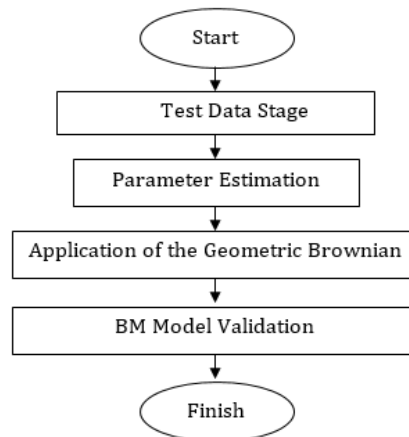 Start
Test Data Stage
Parameter Estimation
Application of the Geometric Brownian
BM Model Validation
Finish